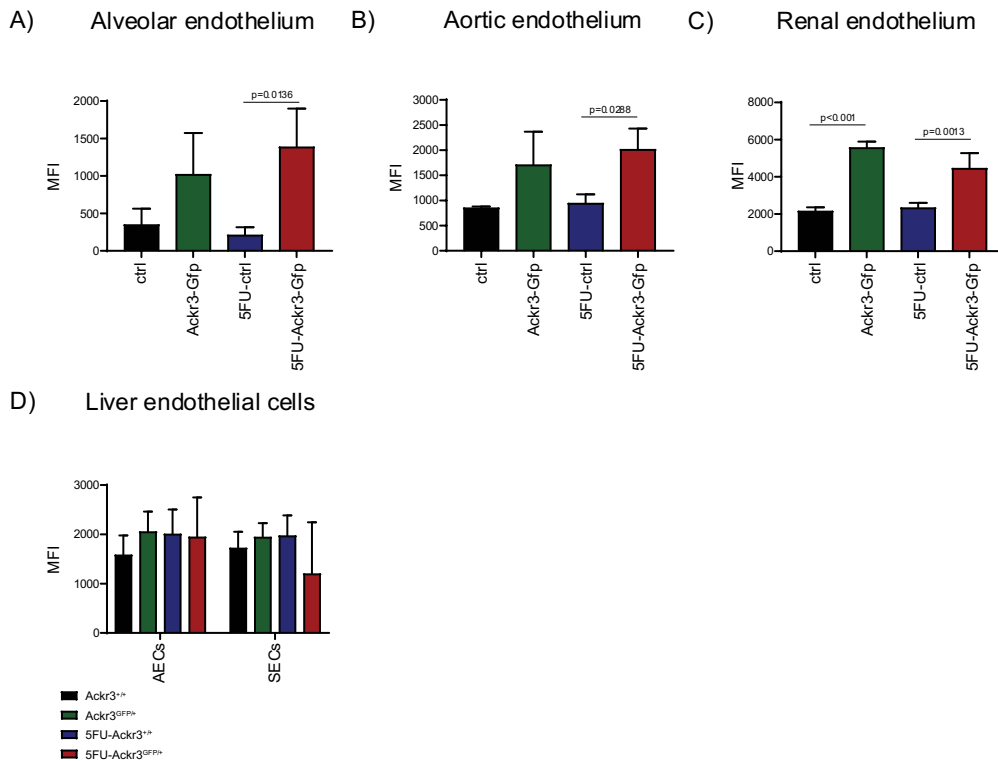 A) Alveolar endothelium
MFI
2000
1500
1000
500
0
p=0.0136
ctrl
Ackr3-Gfp
5FU-ctrl
5FU-Ackr3-Gfp
B) Aortic endothelium
MFI
3000
2500
2000
1500
1000
500
0
p=0.0288
ctrl
Ackr3-Gfp
5FU-ctrl
5FU-Ackr3-Gfp
C) Renal endothelium
MFI
8000
6000
4000
2000
0
p<0.001
p=0.0013
ctrl
Ackr3-Gfp
5FU-ctrl
5FU-Ackr3-Gfp
D) Liver endothelial cells
MFI
3000
2000
1000
0
AECs
SECs
Ackr3+/+
Ackr3GFP/+
5FU-Ackr3+/+
5FU-Ackr3GFP/+